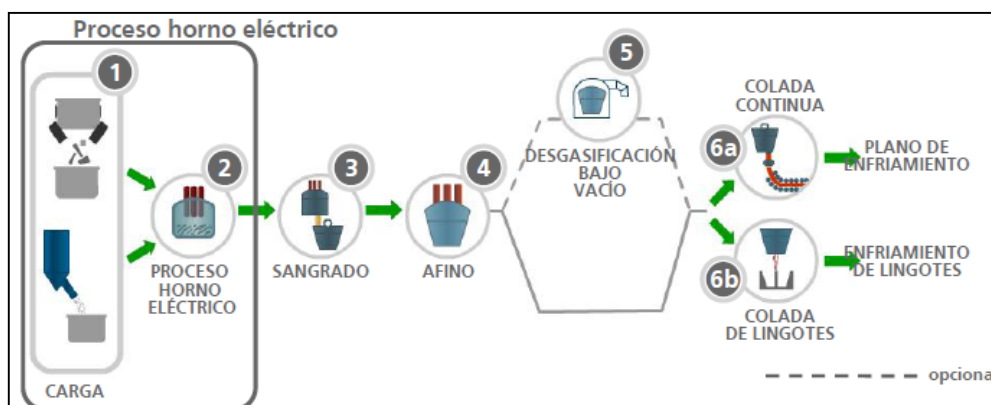 Proceso horno eléctrico
1
CARGA
2
PROCESO
HORNO
ELÉCTRICO
3
SANGRADO
4
AFINO
5
DESGASIFICACIÓN
BAJO
VACÍO
COLADA
CONTINUA
6a
PLANO DE
ENFRIAMIENTO
6b
ENFRIAMIENTO
DE LINGOTES
COLADA
DE LINGOTES
opciona